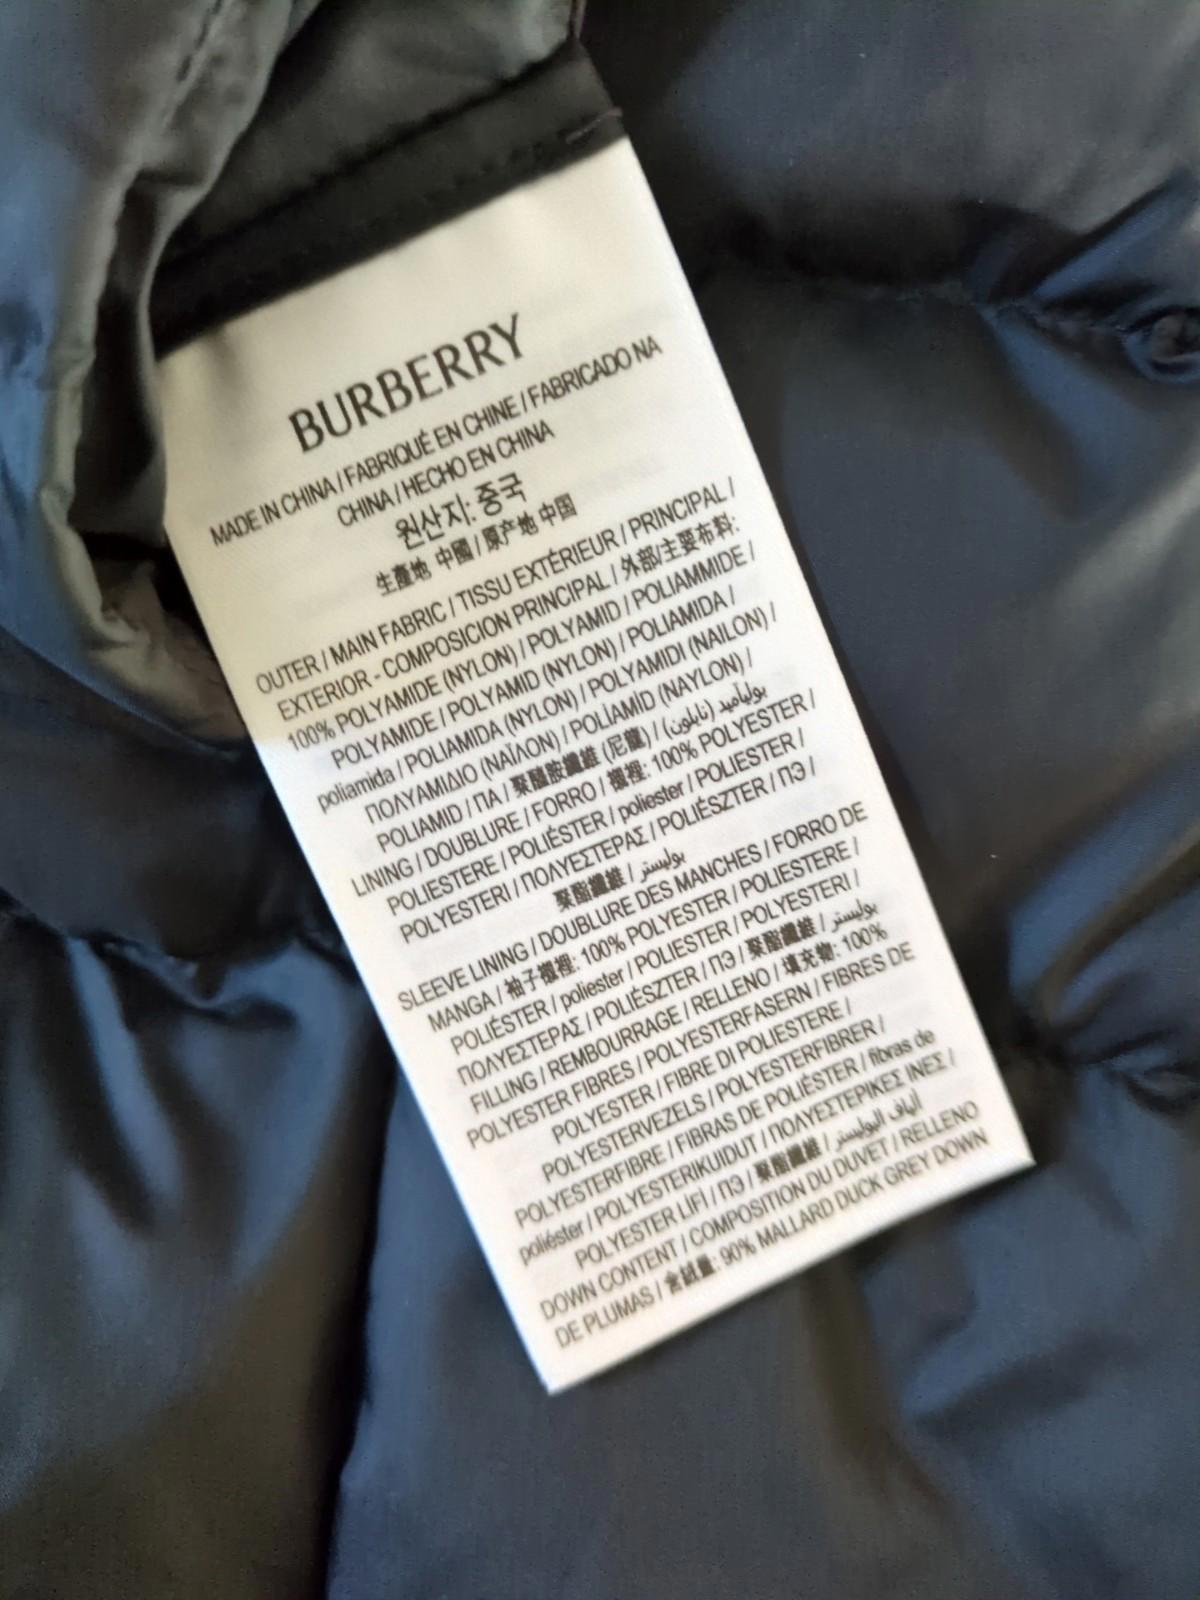 BURBERRY
MADE IN CHINA / FABRIQUÉ EN CHINE / FABRICADO NA
CHINA / HECHO EN CHINA
원산지: 중국
生產地 中國 / 原产地 中国
OUTER / MAIN FABRIC / TISSU EXTÉRIEUR / PRINCIPAL /
EXTERIOR - COMPOSICION PRINCIPAL / 外部/主要布料:
100% POLYAMIDE (NYLON) / POLYAMID / POLIAMMIDE /
POLYAMIDE / POLYAMID (NYLON) / POLIAMIDA /
poliamida / POLIAMIDA (NYLON) / POLYAMIDI (NAILON) /
ΠΟΛΥΑΜΙΔΙΟ (ΝΑΪΛΟΝ) / POLİAMİD (NAYLON) /
POLIAMID / ПА / 聚醯胺纖維 (尼龍) / بولياميد (نايلون)
LINING / DOUBLURE / FORRO / 襯裡: 100% POLYESTER /
POLIESTERE / POLIÉSTER / poliester / POLIESTER /
POLYESTERI / ΠΟΛΥΕΣΤΕΡΑΣ / POLIÉSZTER / ПЭ /
聚酯纖維 / بوليستر
SLEEVE LINING / DOUBLURE DES MANCHES / FORRO DE
MANGA / 袖子襯裡: 100% POLYESTER / POLIESTERE /
POLIÉSTER / poliester / POLIESTER / POLYESTERI /
ΠΟΛΥΕΣΤΕΡΑΣ / POLIÉSZTER / ПЭ / 聚酯纖維 / بوليستر
FILLING / REMBOURRAGE / RELLENO / 填充物: 100%
POLYESTER FIBRES / POLYESTERFASERN / FIBRES DE
POLYESTER / FIBRE DI POLIESTERE /
POLYESTERVEZELS / POLYESTERFIBRER /
POLYESTERFIBRE / FIBRAS DE POLIÉSTER / fibras de
poliéster / POLYESTERIKUIDUT / ΠΟΛΥΕΣΤΕΡΙΚΕΣ ΙΝΕΣ /
POLYESTER LİFİ / ПЭ / 聚酯纖維 / ألياف البوليستر
DOWN CONTENT / COMPOSITION DU DUVET / RELLENO
DE PLUMAS / 含絨量: 90% MALLARD DUCK GREY DOWN